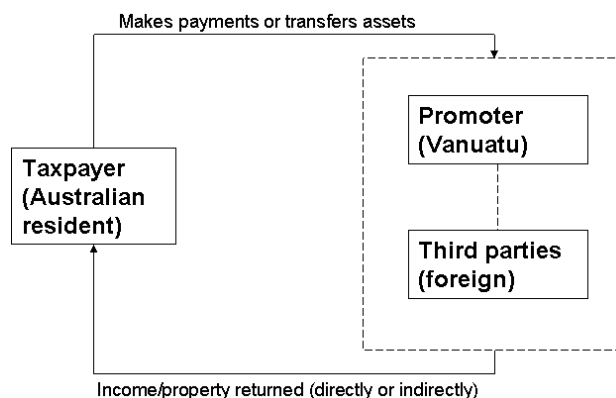 Makes payments or transfers assets
Promoter
(Vanuatu)
Taxpayer
(Australian
resident)
Third parties
(foreign)
Income/property returned (directly or indirectly)